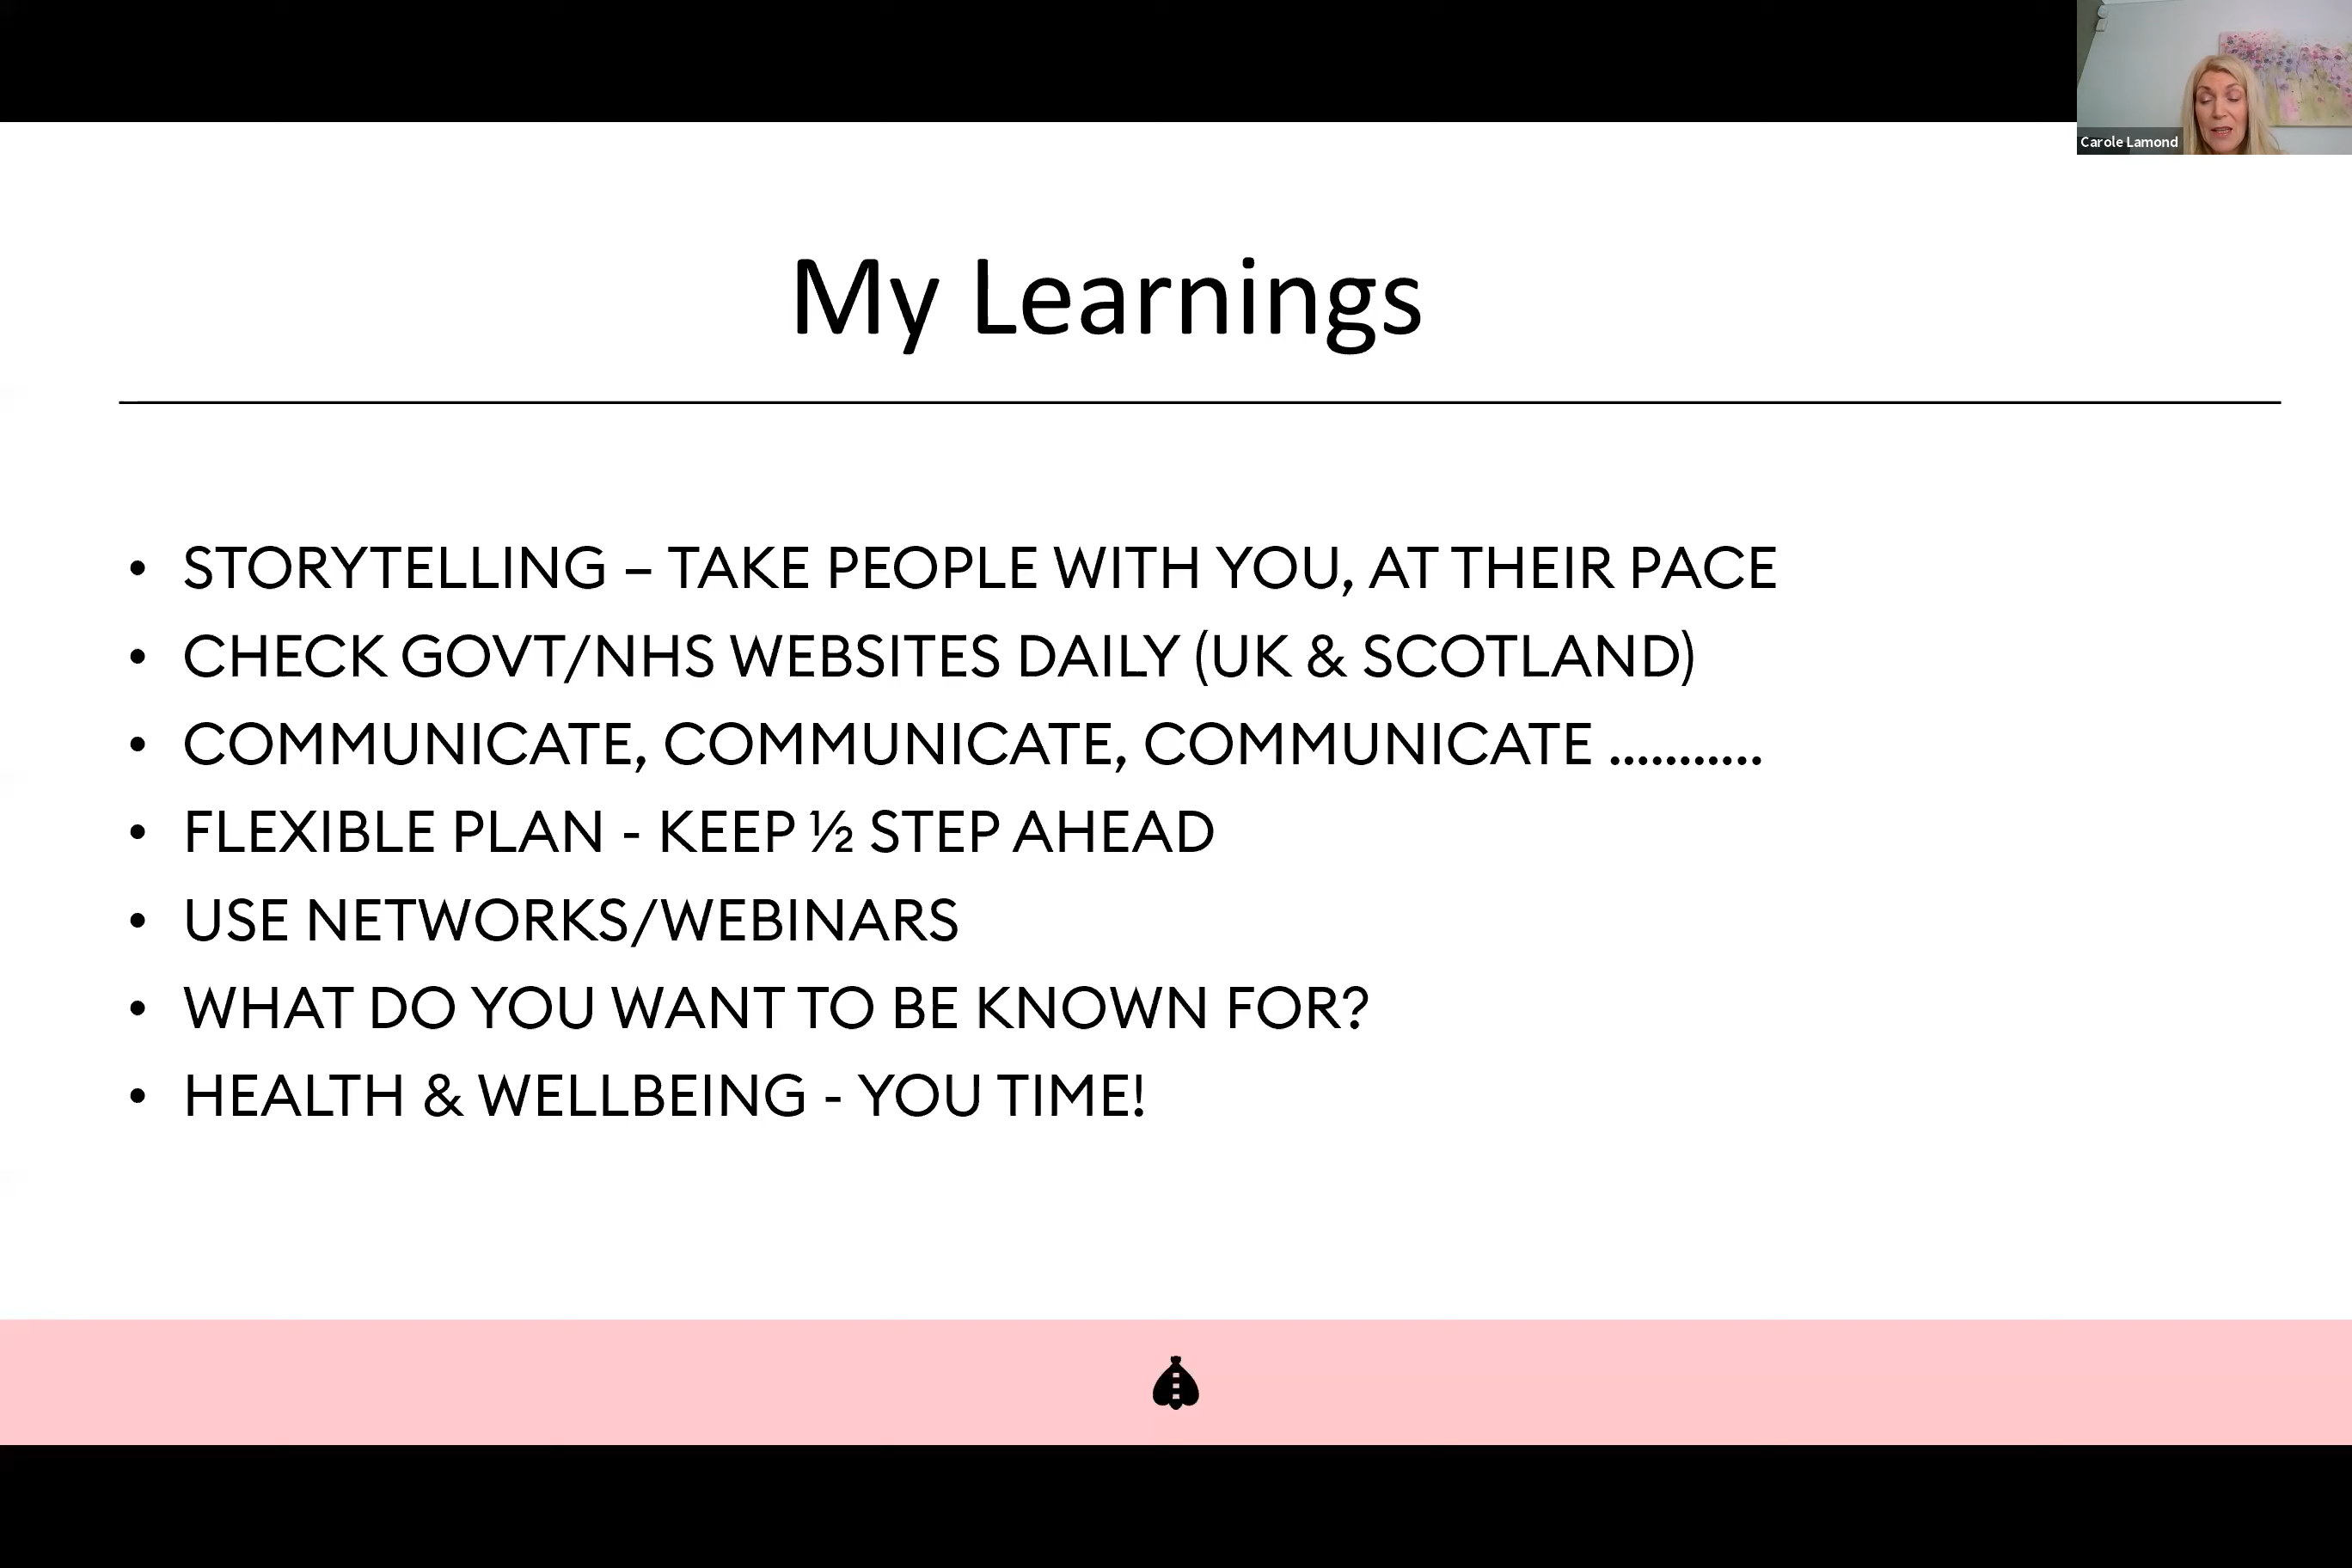 Carole Lamond
My Learnings
• STORYTELLING – TAKE PEOPLE WITH YOU, AT THEIR PACE
• CHECK GOVT/NHS WEBSITES DAILY (UK & SCOTLAND)
• COMMUNICATE, COMMUNICATE, COMMUNICATE ...........
• FLEXIBLE PLAN - KEEP ½ STEP AHEAD
• USE NETWORKS/WEBINARS
• WHAT DO YOU WANT TO BE KNOWN FOR?
• HEALTH & WELLBEING - YOU TIME!